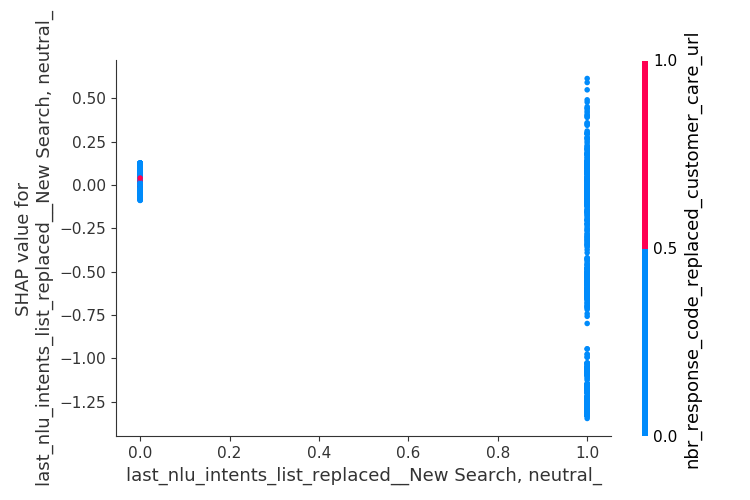 SHAP value for
last_nlu_intents_list_replaced__New Search, neutral_
0.50
0.25
0.00
−0.25
−0.50
−0.75
−1.00
−1.25
0.0 0.2 0.4 0.6 0.8 1.0
last_nlu_intents_list_replaced__New Search, neutral_
1.0
0.5
0.0
nbr_response_code_replaced_customer_care_url